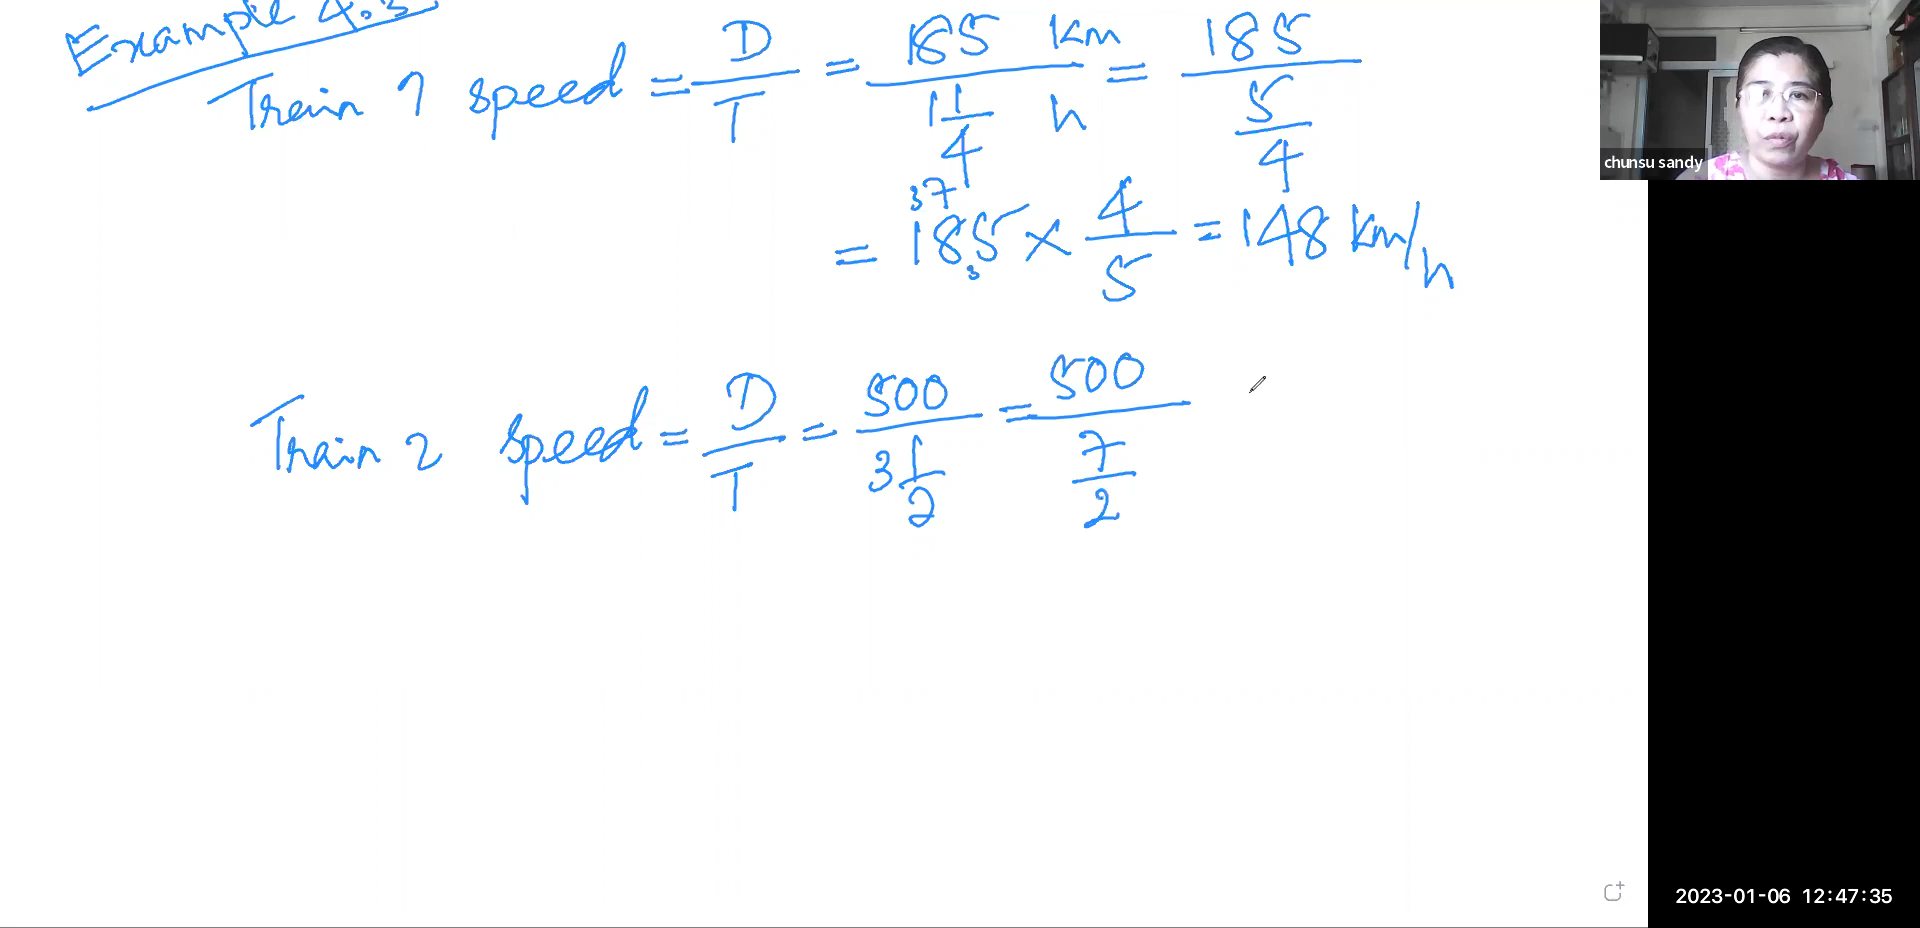 Example 4.3
Train 1 speed = D/T = 185 km / 1 1/4 h = 185 / 5/4
= 185 × 4/5 = 148 km/h
37
Train 2 speed = D/T = 500 / 3 1/2 = 500 / 7/2
chunsu sandy
2023-01-06 12:47:35